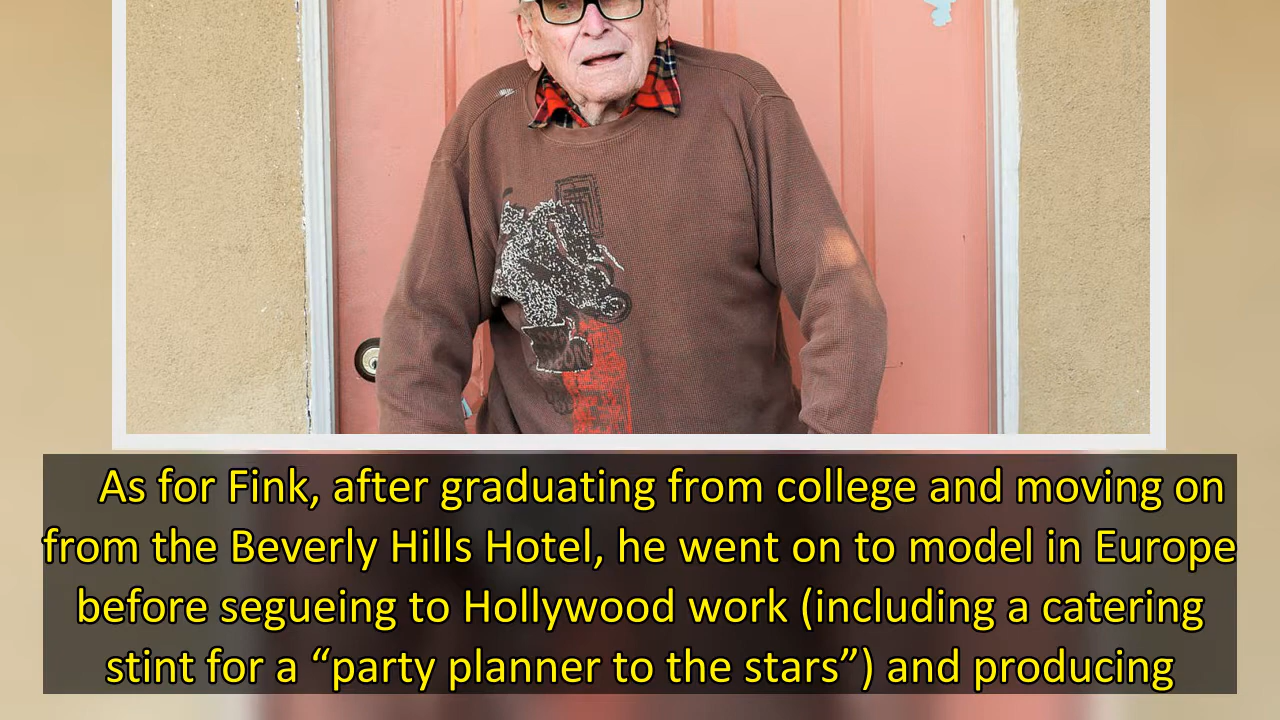 As for Fink, after graduating from college and moving on
from the Beverly Hills Hotel, he went on to model in Europe
before segueing to Hollywood work (including a catering
stint for a “party planner to the stars”) and producing